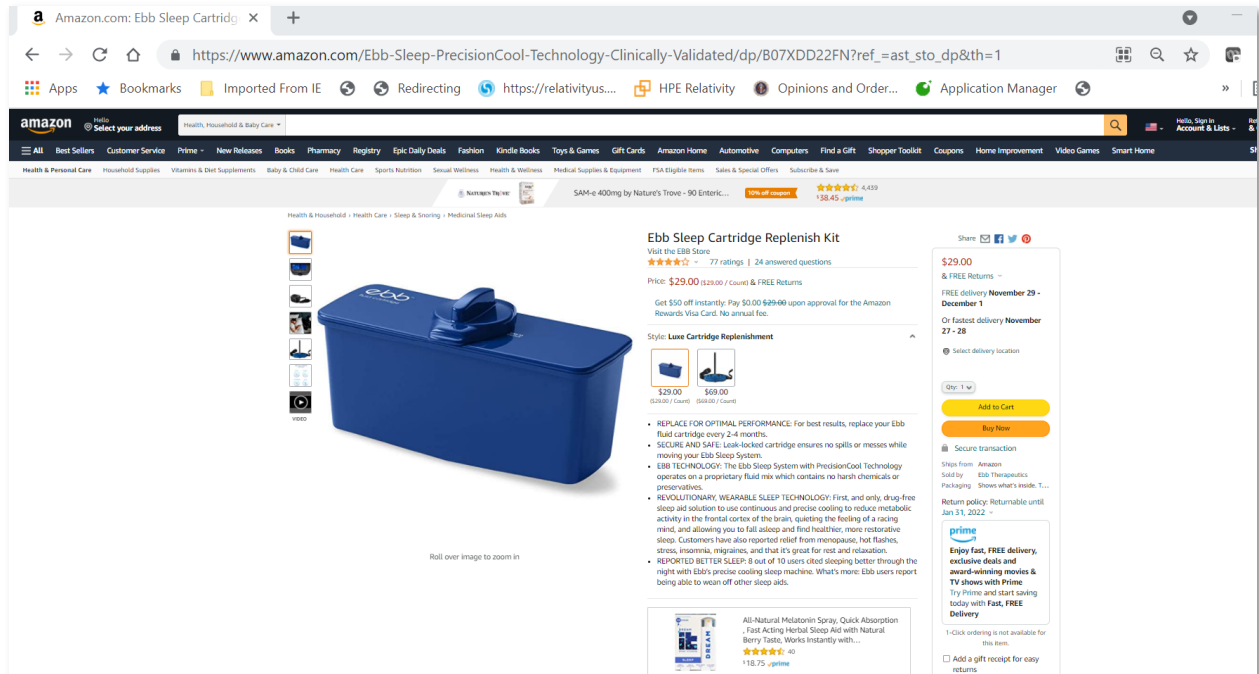 Amazon.com: Ebb Sleep Cartridg
https://www.amazon.com/Ebb-Sleep-PrecisionCool-Technology-Clinically-Validated/dp/B07XDD22FN?ref_=ast_sto_dp&th=1
Apps Bookmarks Imported From IE Redirecting https://relativityus.... HPE Relativity Opinions and Order... Application Manager »
amazon
Hello
Select your address
Health, Household & Baby Care
Hello, Sign in
Account & Lists
All Best Sellers Customer Service Prime New Releases Books Pharmacy Registry Epic Daily Deals Fashion Kindle Books Toys & Games Gift Cards Amazon Home Automotive Computers Find a Gift Shopper Toolkit Coupons Home Improvement Video Games Smart Home
Health & Personal Care Household Supplies Vitamins & Diet Supplements Baby & Child Care Health Care Sports Nutrition Sexual Wellness Health & Wellness Medical Supplies & Equipment FSA Eligible Items Sales & Special Offers Subscribe & Save
NATURE'S TROVE
SAM-e 400mg by Nature's Trove - 90 Enteric...
10% off coupon
4,439
$38.45 prime
Health & Household › Health Care › Sleep & Snoring › Medicinal Sleep Aids
ebb
VIDEO
Roll over image to zoom in
Ebb Sleep Cartridge Replenish Kit
Visit the EBB Store
77 ratings | 24 answered questions
Price: $29.00 ($29.00 / Count) & FREE Returns
Get $50 off instantly: Pay $0.00 $29.00 upon approval for the Amazon
Rewards Visa Card. No annual fee.
Style: Luxe Cartridge Replenishment
$29.00 $69.00
($29.00 / Count) ($69.00 / Count)
• REPLACE FOR OPTIMAL PERFORMANCE: For best results, replace your Ebb
fluid cartridge every 2-4 months.
• SECURE AND SAFE: Leak-locked cartridge ensures no spills or messes while
moving your Ebb Sleep System.
• EBB TECHNOLOGY: The Ebb Sleep System with PrecisionCool Technology
operates on a proprietary fluid mix which contains no harsh chemicals or
preservatives.
• REVOLUTIONARY, WEARABLE SLEEP TECHNOLOGY: First, and only, drug-free
sleep aid solution to use continuous and precise cooling to reduce metabolic
activity in the frontal cortex of the brain, quieting the feeling of a racing
mind, and allowing you to fall asleep and find healthier, more restorative
sleep. Customers have also reported relief from menopause, hot flashes,
stress, insomnia, migraines, and that it's great for rest and relaxation.
• REPORTED BETTER SLEEP: 8 out of 10 users cited sleeping better through the
night with Ebb's precise cooling sleep machine. What's more: Ebb users report
being able to wean off other sleep aids.
DREAM
All-Natural Melatonin Spray, Quick Absorption
, Fast Acting Herbal Sleep Aid with Natural
Berry Taste, Works Instantly with...
40
$18.75 prime
Share
$29.00
& FREE Returns
FREE delivery November 29 -
December 1
Or fastest delivery November
27 - 28
Select delivery location
Qty: 1
Add to Cart
Buy Now
Secure transaction
Ships from Amazon
Sold by Ebb Therapeutics
Packaging Shows what's inside. T...
Return policy: Returnable until
Jan 31, 2022
prime
Enjoy fast, FREE delivery,
exclusive deals and
award-winning movies &
TV shows with Prime
Try Prime and start saving
today with Fast, FREE
Delivery
1-Click ordering is not available for
this item.
Add a gift receipt for easy
returns